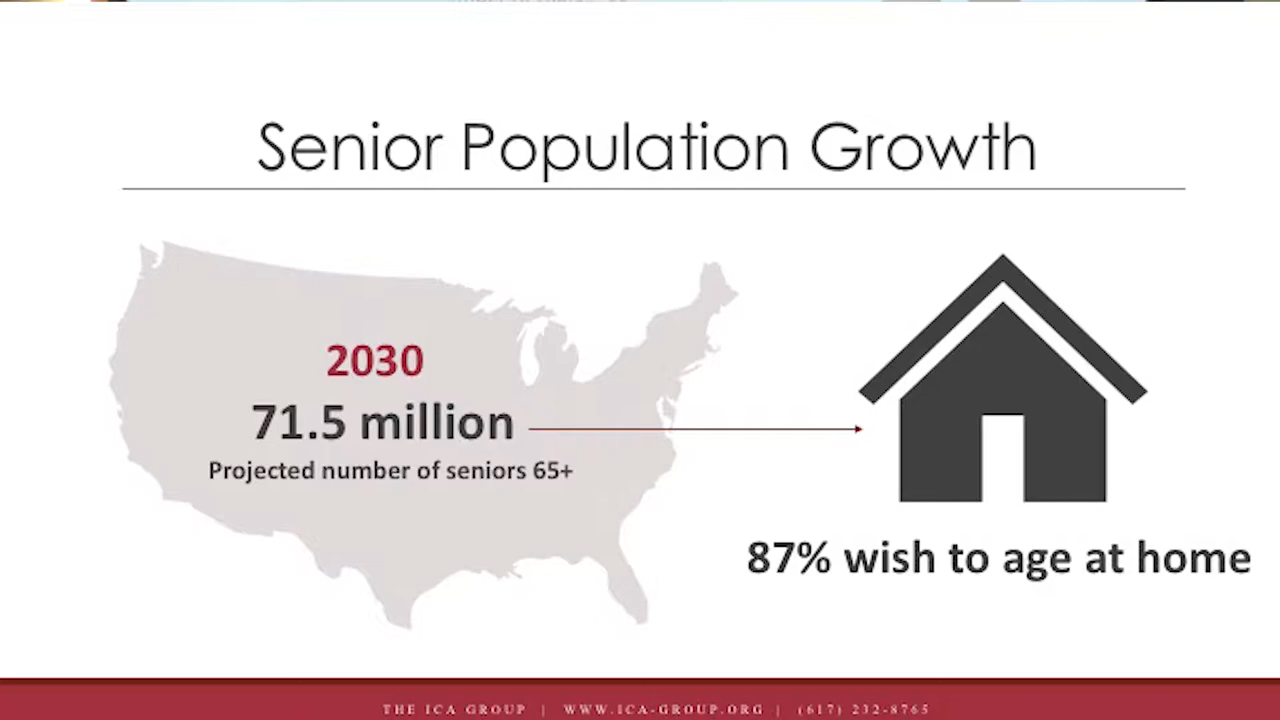 Senior Population Growth
2030
71.5 million
Projected number of seniors 65+
87% wish to age at home
THE ICA GROUP | WWW.ICA-GROUP.ORG | (617) 232-8765